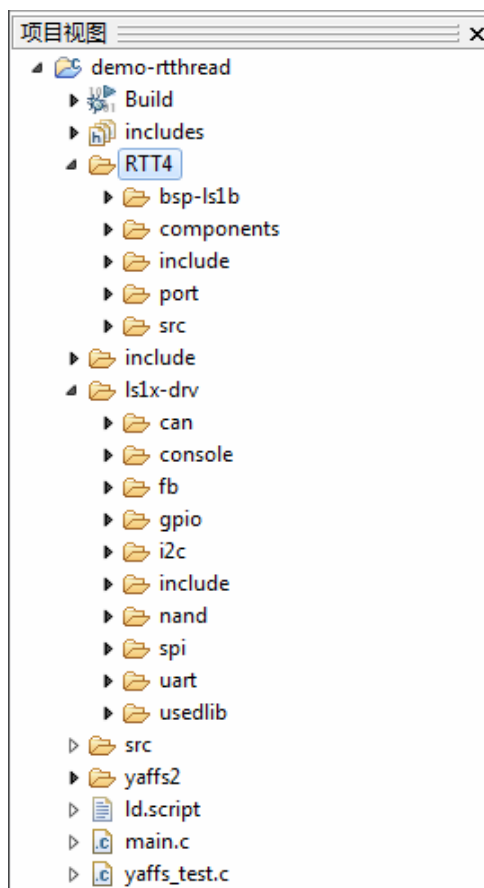 项目视图
demo-rtthread
Build
includes
RTT4
bsp-ls1b
components
include
port
src
include
ls1x-drv
can
console
fb
gpio
i2c
include
nand
spi
uart
usedlib
src
yaffs2
ld.script
main.c
yaffs_test.c